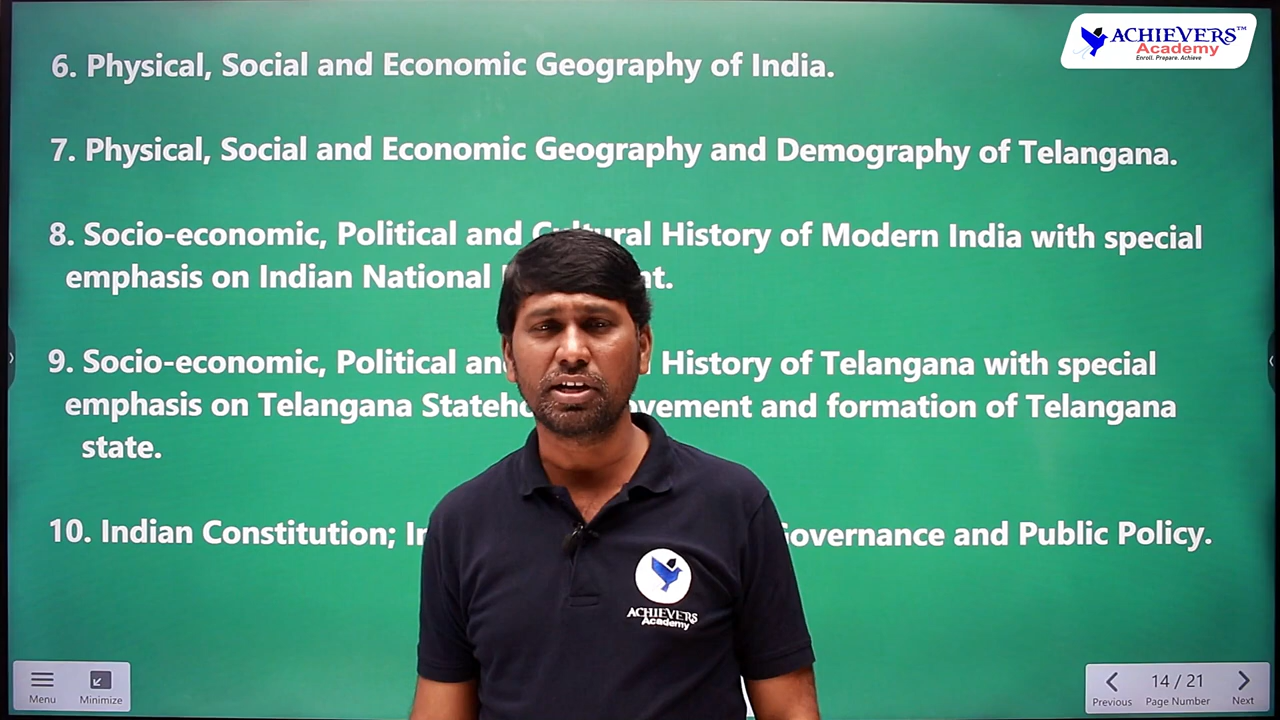 ACHIEVERS™
Academy
Enroll. Prepare. Achieve
6. Physical, Social and Economic Geography of India.
7. Physical, Social and Economic Geography and Demography of Telangana.
8. Socio-economic, Political and Cultural History of Modern India with special
emphasis on Indian National
9. Socio-economic, Political History of Telangana with special
emphasis on Telangana and formation of Telangana
state.
10. Indian Constitution; Governance and Public Policy.
ACHIEVERS
Academy
Menu
Minimize
14 / 21
Previous Page Number Next